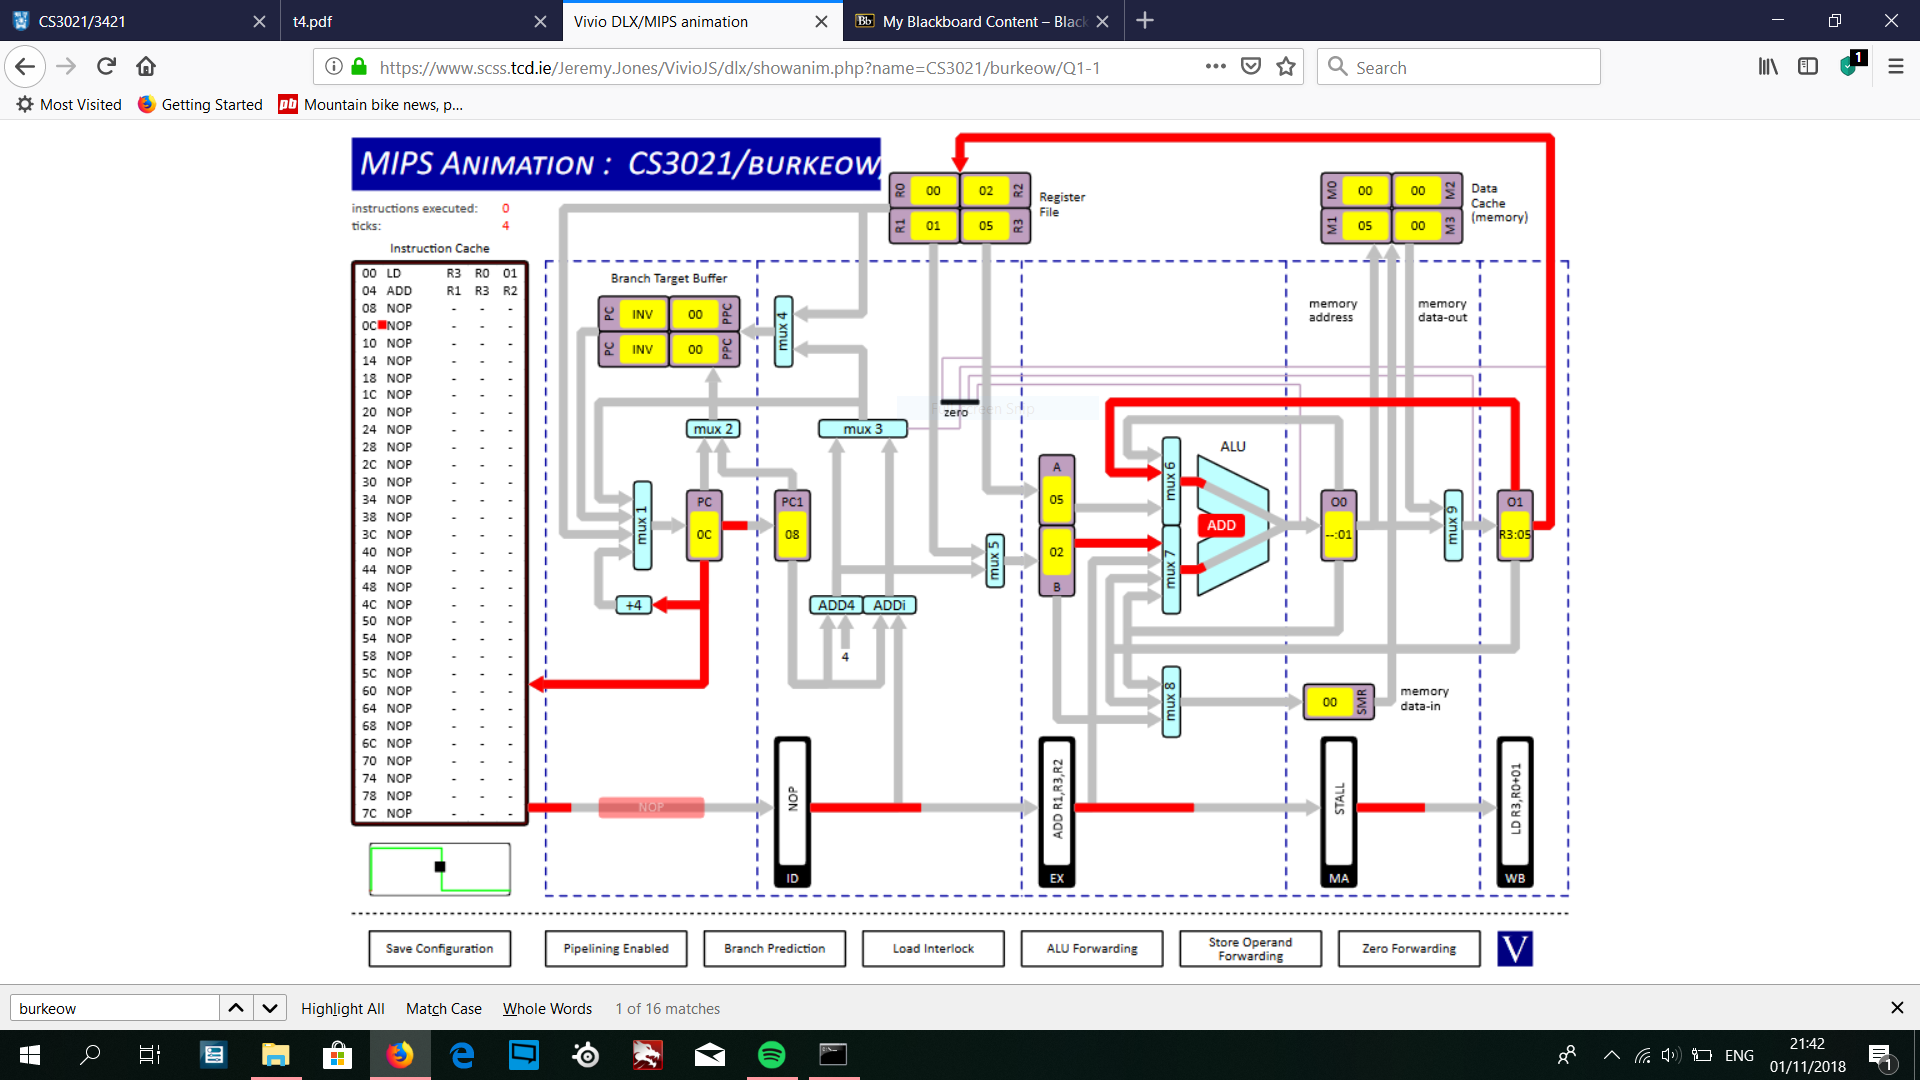 CS3021/3421
t4.pdf
Vivio DLX/MIPS animation
My Blackboard Content – Black
https://www.scss.tcd.ie/Jeremy.Jones/VivioJS/dlx/showanim.php?name=CS3021/burkeow/Q1-1
Search
1
Most Visited
Getting Started
pb
Mountain bike news, p...
MIPS ANIMATION : CS3021/BURKEOW/
instructions executed: 0
ticks: 4
Instruction Cache
00 LD R3 R0 01
04 ADD R1 R3 R2
08 NOP - - -
0C NOP - - -
10 NOP - - -
14 NOP - - -
18 NOP - - -
1C NOP - - -
20 NOP - - -
24 NOP - - -
28 NOP - - -
2C NOP - - -
30 NOP - - -
34 NOP - - -
38 NOP - - -
3C NOP - - -
40 NOP - - -
44 NOP - - -
48 NOP - - -
4C NOP - - -
50 NOP - - -
54 NOP - - -
58 NOP - - -
5C NOP - - -
60 NOP - - -
64 NOP - - -
68 NOP - - -
6C NOP - - -
70 NOP - - -
74 NOP - - -
78 NOP - - -
7C NOP - - -
R0 00 02 R2
R1 01 05 R3
Register
File
M0 00 00 M2
M1 05 00 M3
Data
Cache
(memory)
Branch Target Buffer
PC INV 00 PPC
PC INV 00 PPC
mux 4
memory
address
memory
data-out
zero
mux 2
mux 3
ALU
mux 1
PC
0C
PC1
08
mux 5
A
05
02
B
mux 6
mux 7
ADD
O0
--:01
mux 9
O1
R3:05
+4
ADD4
ADDi
4
mux 8
00 SMR
memory
data-in
NOP
NOP
ID
ADD R1,R3,R2
EX
STALL
MA
LD R3,R0+01
WB
Save Configuration
Pipelining Enabled
Branch Prediction
Load Interlock
ALU Forwarding
Store Operand
Forwarding
Zero Forwarding
V
burkeow
Highlight All
Match Case
Whole Words
1 of 16 matches
ENG
21:42
01/11/2018
1